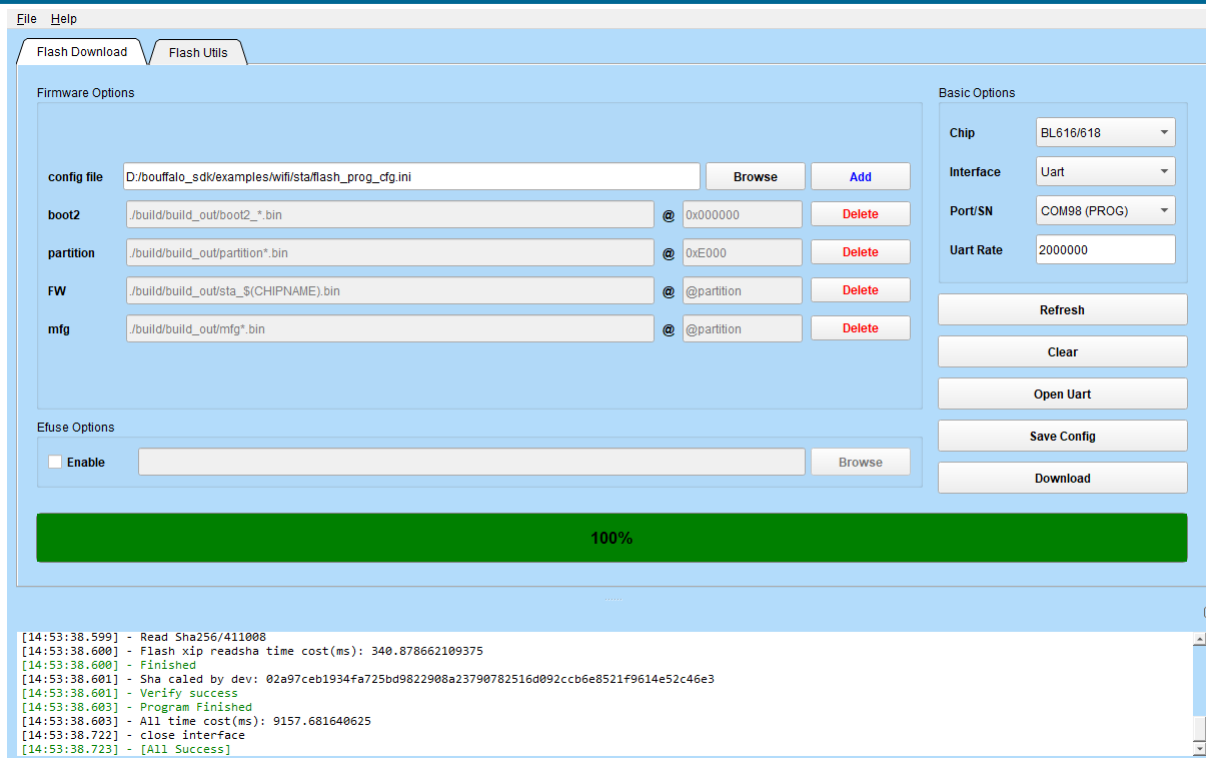 File Help
Flash Download Flash Utils
Firmware Options
config file D:/bouffalo_sdk/examples/wifi/sta/flash_prog_cfg.ini Browse Add
boot2 ./build/build_out/boot2_*.bin @ 0x000000 Delete
partition ./build/build_out/partition*.bin @ 0xE000 Delete
FW ./build/build_out/sta_$(CHIPNAME).bin @ @partition Delete
mfg ./build/build_out/mfg*.bin @ @partition Delete
Efuse Options
Enable Browse
Basic Options
Chip BL616/618
Interface Uart
Port/SN COM98 (PROG)
Uart Rate 2000000
Refresh
Clear
Open Uart
Save Config
Download
100%
[14:53:38.599] - Read Sha256/411008
[14:53:38.600] - Flash xip readsha time cost(ms): 340.878662109375
[14:53:38.600] - Finished
[14:53:38.601] - Sha caled by dev: 02a97ceb1934fa725bd9822908a23790782516d092ccb6e8521f9614e52c46e3
[14:53:38.601] - Verify success
[14:53:38.603] - Program Finished
[14:53:38.603] - All time cost(ms): 9157.681640625
[14:53:38.722] - close interface
[14:53:38.723] - [All Success]